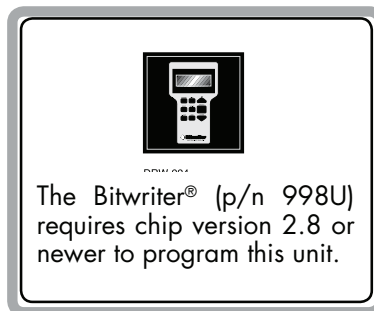 The Bitwriter® (p/n 998U)
requires chip version 2.8 or
newer to program this unit.